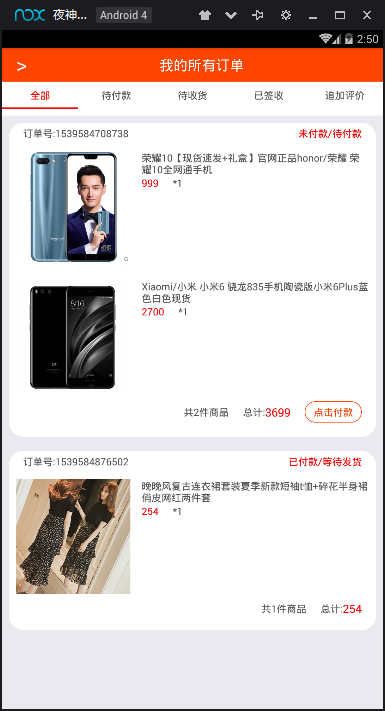 nox 夜神... Android 4
2:50
> 我的所有订单
全部 待付款 待收货 已签收 追加评价
订单号:1539584708738 未付款/待付款
荣耀10【现货速发+礼盒】官网正品honor/荣耀 荣
耀10全网通手机
999 *1
Xiaomi/小米 小米6 骁龙835手机陶瓷版小米6Plus蓝
色白色现货
2700 *1
共2件商品 总计:3699 点击付款
订单号:1539584876502 已付款/等待发货
晚晚风复古连衣裙套装夏季新款短袖t恤+碎花半身裙
俏皮网红两件套
254 *1
共1件商品 总计:254